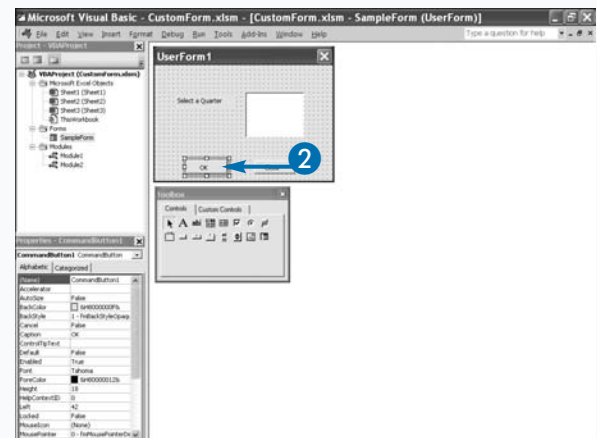 Microsoft Visual Basic - CustomForm.xlsm - [CustomForm.xlsm - SampleForm (UserForm)]
File Edit View Insert Format Debug Run Tools Add-Ins Window Help
Type a question for help
Project - VBAProject
VBAProject (CustomForm.xlsm)
Microsoft Excel Objects
Sheet1 (Sheet1)
Sheet2 (Sheet2)
Sheet3 (Sheet3)
ThisWorkbook
Forms
SampleForm
Modules
Module1
Module2
UserForm1
Select a Quarter
OK
2
Toolbox
Controls
Custom Controls
Properties - CommandButton1
CommandButton1 CommandButton
Alphabetic
Categorized
(Name) CommandButton1
Accelerator
AutoSize False
BackColor
BackStyle 1 - fmBackStyleOpaqu
Cancel False
Caption OK
ControlTipText
Default False
Enabled True
Font Tahoma
ForeColor &H80000012&
Height 18
HelpContextID 0
Left 42
Locked False
MouseIcon (None)
MousePointer 0 - fmMousePointerDe